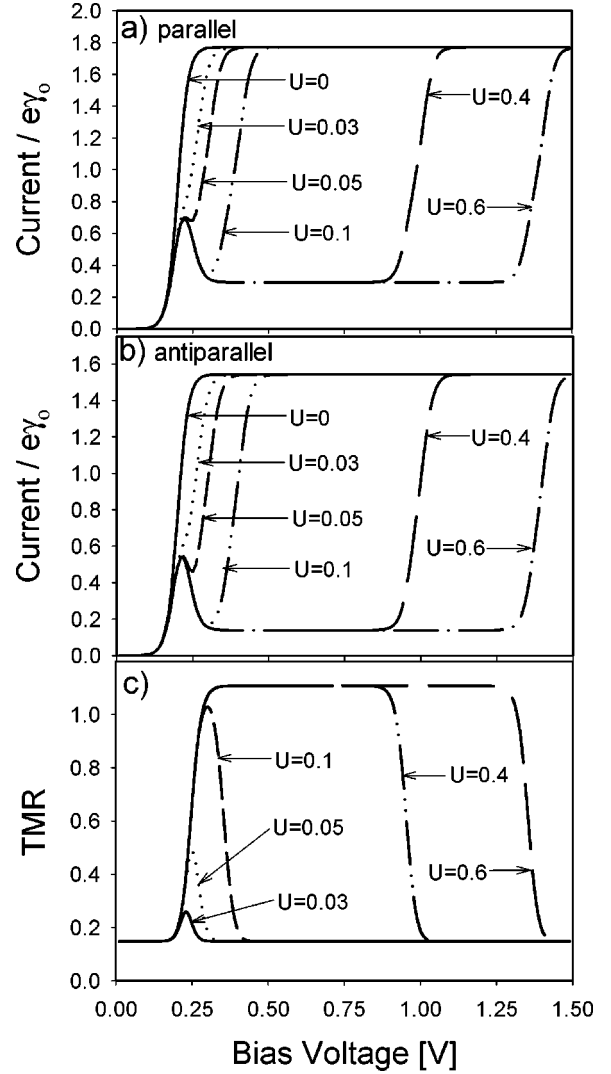 a) parallel
2.0
1.8
1.6
1.4
1.2
1.0
0.8
0.6
0.4
0.2
0.0
Current / eγₒ
U=0
U=0.03
U=0.05
U=0.1
U=0.4
U=0.6
b) antiparallel
1.6
1.4
1.2
1.0
0.8
0.6
0.4
0.2
0.0
Current / eγₒ
U=0
U=0.03
U=0.05
U=0.1
U=0.4
U=0.6
c)
1.0
0.8
0.6
0.4
0.2
0.0
TMR
U=0.1
U=0.05
U=0.03
U=0.4
U=0.6
0.00 0.25 0.50 0.75 1.00 1.25 1.50
Bias Voltage [V]